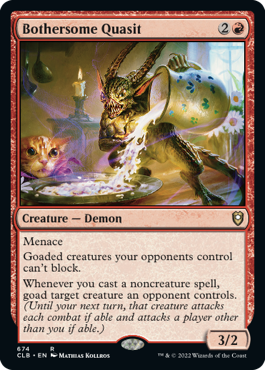 Bothersome Quasit 2
Creature — Demon
Menace
Goaded creatures your opponents control
can't block.
Whenever you cast a noncreature spell,
goad target creature an opponent controls.
(Until your next turn, that creature attacks
each combat if able and attacks a player other
than you if able.)
3/2
674 R
CLB • EN Mathias Kollros ™ & © 2022 Wizards of the Coast